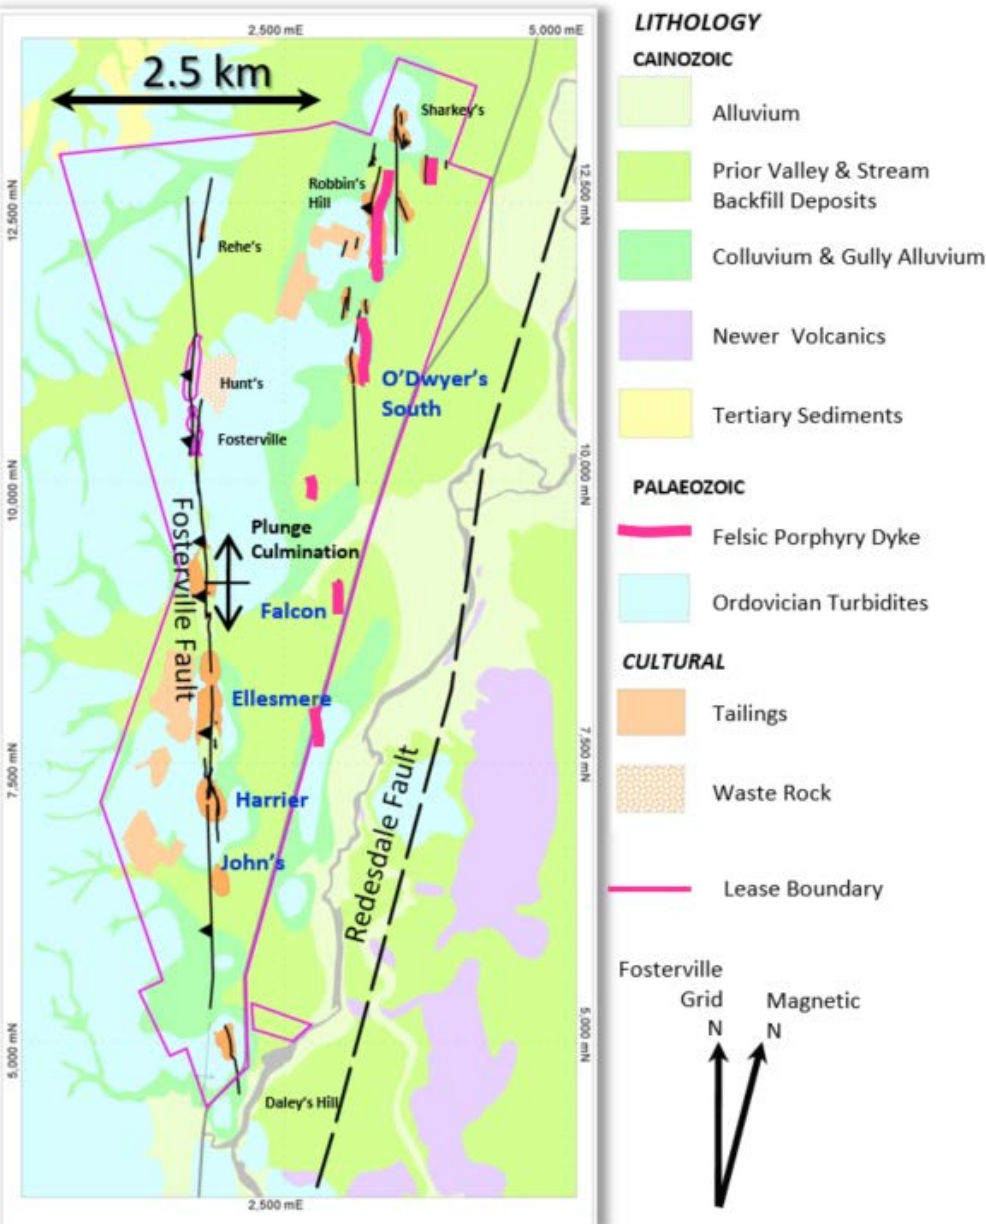 2,500 mE
5,000 mE
2.5 km
Sharkey's
12,500 mN
12,500 mN
Robbin's
Hill
Rehe's
O'Dwyer's
South
Hunt's
Fosterville
10,000 mN
10,000 mN
Plunge
Culmination
Fosterville Fault
Falcon
Ellesmere
7,500 mN
7,500 mN
Harrier
John's
Redesdale Fault
5,000 mN
5,000 mN
Daley's Hill
2,500 mE
LITHOLOGY
CAINOZOIC
Alluvium
Prior Valley & Stream
Backfill Deposits
Colluvium & Gully Alluvium
Newer Volcanics
Tertiary Sediments
PALAEOZOIC
Felsic Porphyry Dyke
Ordovician Turbidites
CULTURAL
Tailings
Waste Rock
Lease Boundary
Fosterville
Grid
N
Magnetic
N